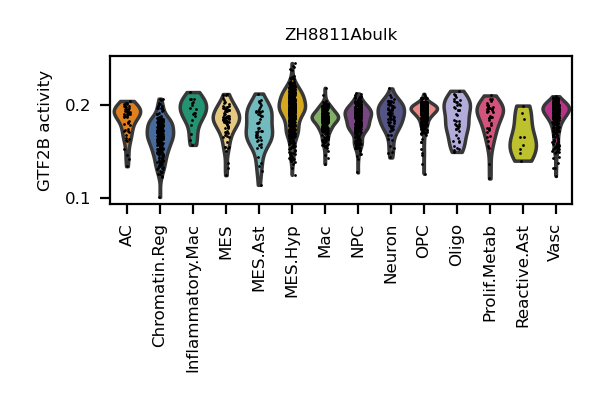 ZH8811Abulk
GTF2B activity
0.2
0.1
AC
Chromatin.Reg
Inflammatory.Mac
MES
MES.Ast
MES.Hyp
Mac
NPC
Neuron
OPC
Oligo
Prolif.Metab
Reactive.Ast
Vasc